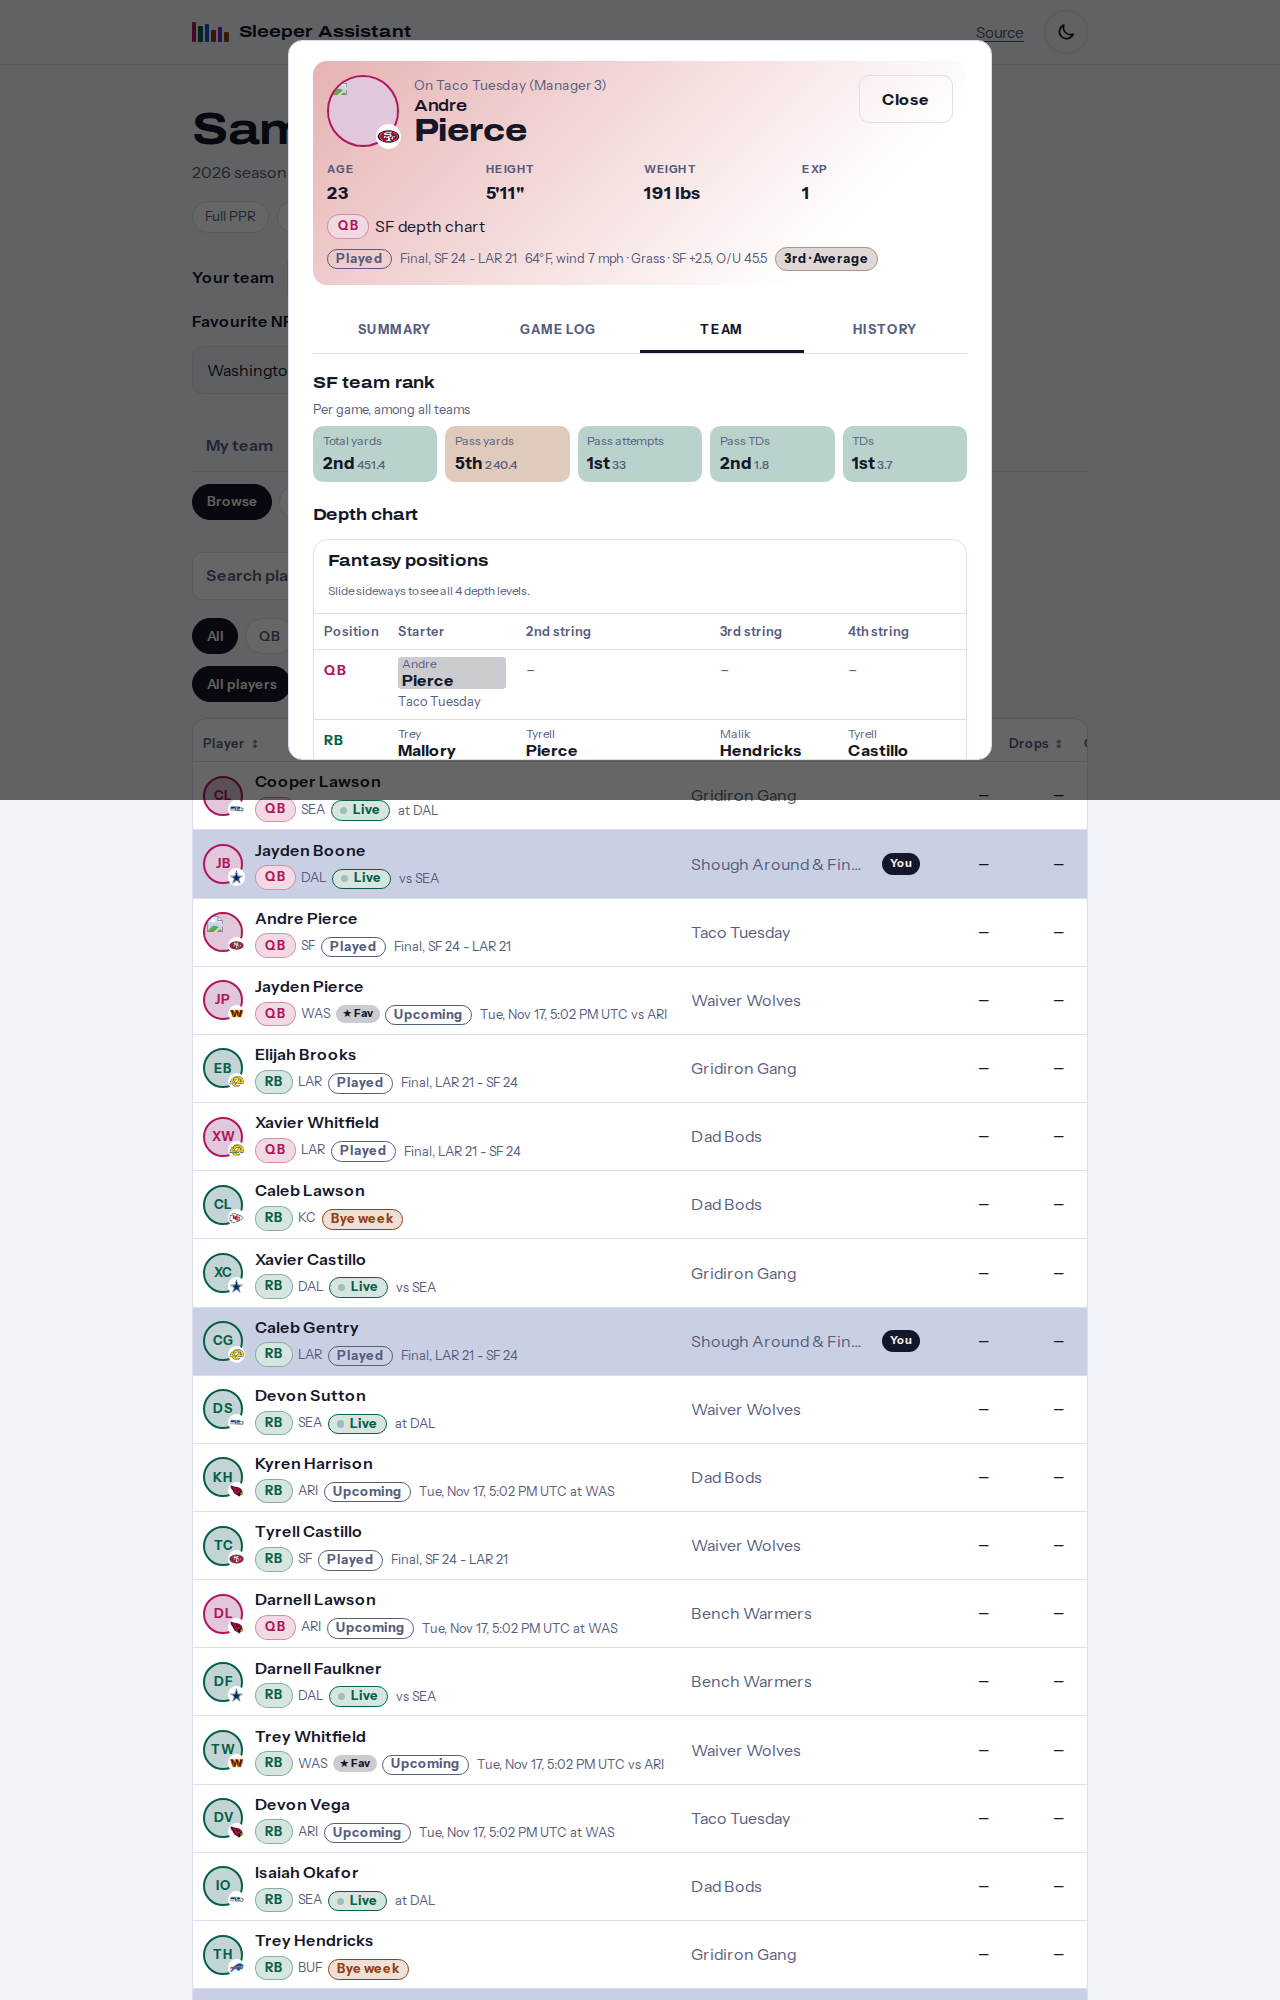 Sleeper Assistant
Source
Sam
2026 season
Full PPR
Your team
Favourite NF
Washingto
My team
Browse
Search pla
All
QB
All players
On Taco Tuesday (Manager 3)
Andre
Pierce
Close
AGE
HEIGHT
WEIGHT
EXP
23
5'11"
191 lbs
1
QB SF depth chart
Played Final, SF 24 - LAR 21 64°F, wind 7 mph · Grass · SF +2.5, O/U 45.5 3rd · Average
SUMMARY
GAME LOG
TEAM
HISTORY
SF team rank
Per game, among all teams
Total yards
2nd 451.4
Pass yards
5th 240.4
Pass attempts
1st 33
Pass TDs
2nd 1.8
TDs
1st 3.7
Depth chart
Fantasy positions
Slide sideways to see all 4 depth levels.
Position Starter 2nd string 3rd string 4th string
QB
Andre
Pierce
Taco Tuesday
–
–
–
RB
Trey
Mallory
Tyrell
Pierce
Malik
Hendricks
Tyrell
Castillo
Player ↕
Drops ↕
CL
Cooper Lawson
QB SEA Live at DAL
Gridiron Gang – –
JB
Jayden Boone
QB DAL Live vs SEA
Shough Around & Fin... You – –
Andre Pierce
QB SF Played Final, SF 24 - LAR 21
Taco Tuesday – –
JP
Jayden Pierce
QB WAS ★ Fav Upcoming Tue, Nov 17, 5:02 PM UTC vs ARI
Waiver Wolves – –
EB
Elijah Brooks
RB LAR Played Final, LAR 21 - SF 24
Gridiron Gang – –
XW
Xavier Whitfield
QB LAR Played Final, LAR 21 - SF 24
Dad Bods – –
CL
Caleb Lawson
RB KC Bye week
Dad Bods – –
XC
Xavier Castillo
RB DAL Live vs SEA
Gridiron Gang – –
CG
Caleb Gentry
RB LAR Played Final, LAR 21 - SF 24
Shough Around & Fin... You – –
DS
Devon Sutton
RB SEA Live at DAL
Waiver Wolves – –
KH
Kyren Harrison
RB ARI Upcoming Tue, Nov 17, 5:02 PM UTC at WAS
Dad Bods – –
TC
Tyrell Castillo
RB SF Played Final, SF 24 - LAR 21
Waiver Wolves – –
DL
Darnell Lawson
QB ARI Upcoming Tue, Nov 17, 5:02 PM UTC at WAS
Bench Warmers – –
DF
Darnell Faulkner
RB DAL Live vs SEA
Bench Warmers – –
TW
Trey Whitfield
RB WAS ★ Fav Upcoming Tue, Nov 17, 5:02 PM UTC vs ARI
Waiver Wolves – –
DV
Devon Vega
RB ARI Upcoming Tue, Nov 17, 5:02 PM UTC at WAS
Taco Tuesday – –
IO
Isaiah Okafor
RB SEA Live at DAL
Dad Bods – –
TH
Trey Hendricks
RB BUF Bye week
Gridiron Gang – –